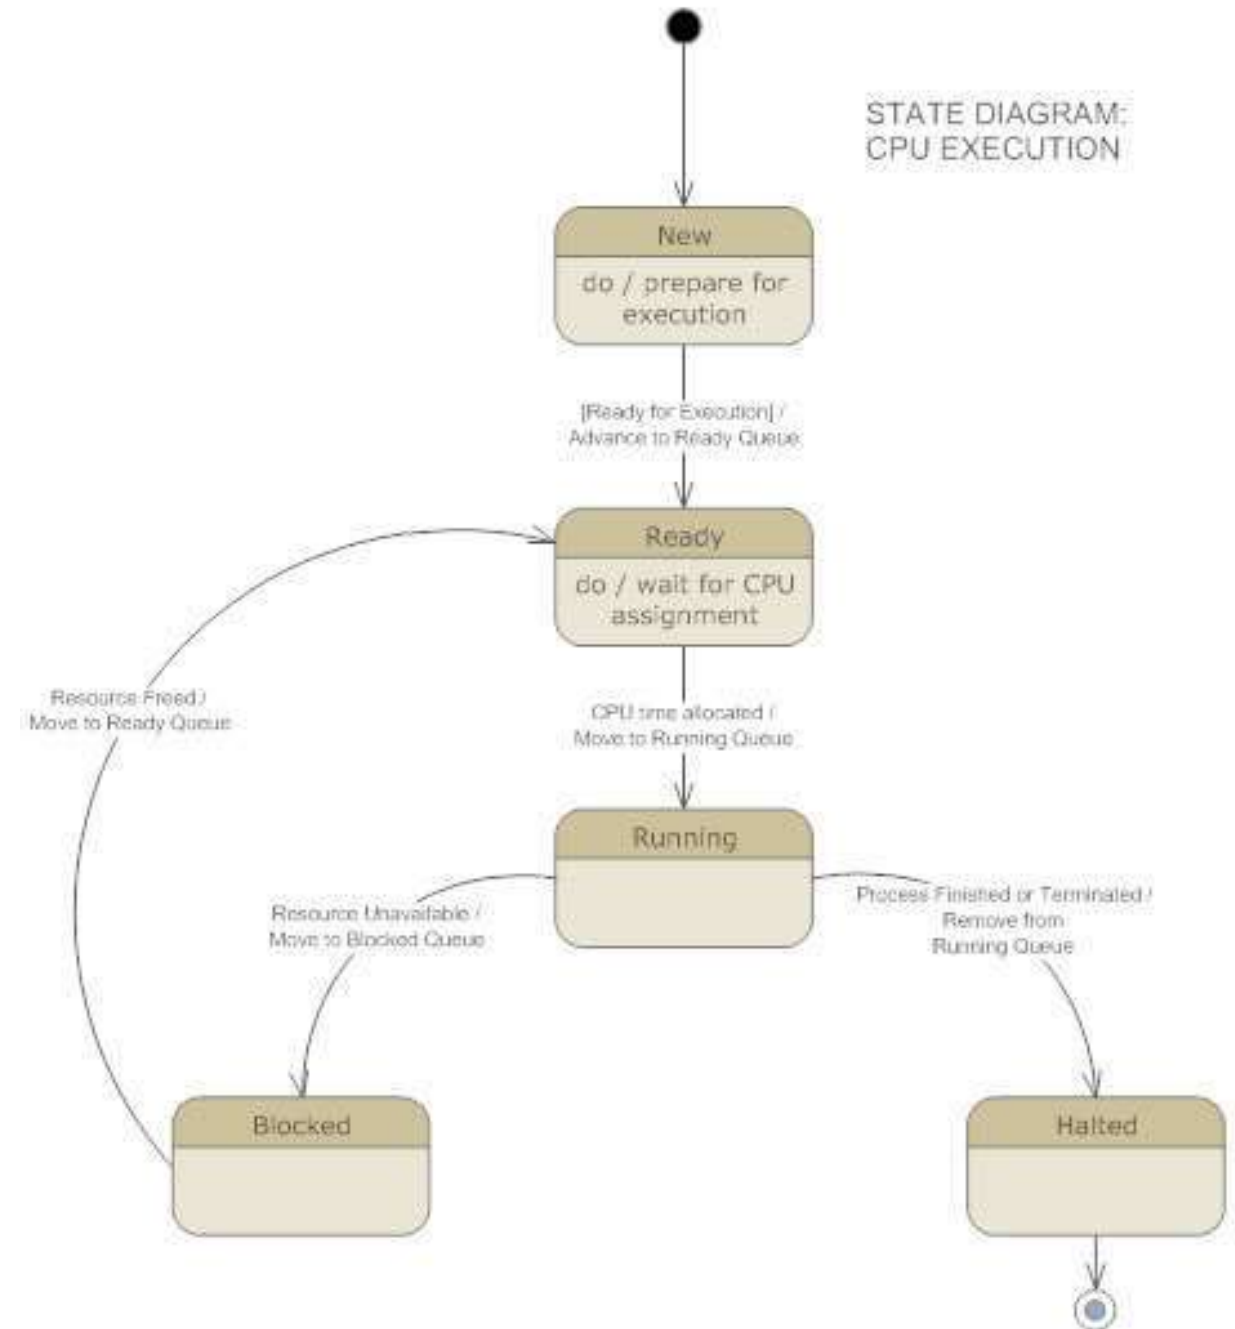 STATE DIAGRAM:
CPU EXECUTION
New
do / prepare for
execution
[Ready for Execution] /
Advance to Ready Queue
Ready
do / wait for CPU
assignment
Resource Freed /
Move to Ready Queue
CPU time allocated /
Move to Running Queue
Running
Resource Unavailable /
Move to Blocked Queue
Process Finished or Terminated /
Remove from
Running Queue
Blocked
Halted